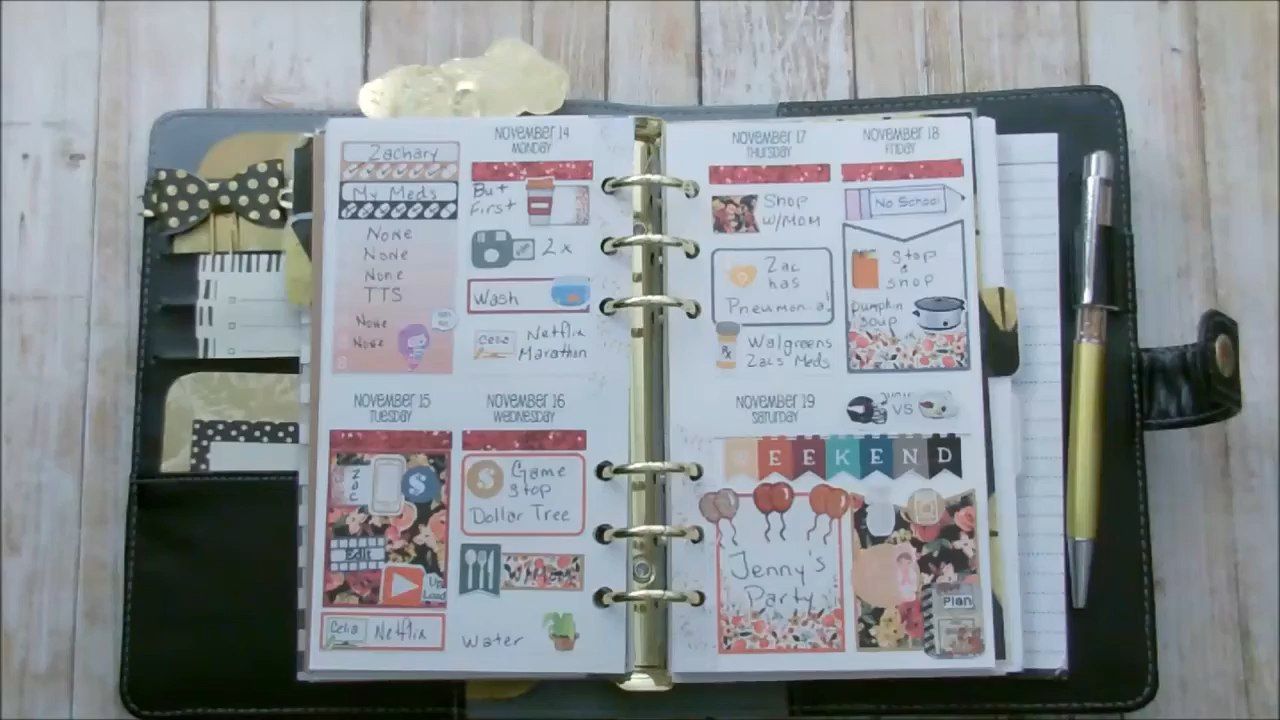 Zachary
My Meds
None
None
None
TTS
None
None
NOVEMBER 14
MONDAY
But
First
2x
Wash
Celia
Netflix
Marathon
NOVEMBER 15
TUESDAY
Zac
$
Edit
Up
Load
Celia
Netflix
NOVEMBER 16
WEDNESDAY
$
Game
Stop
Dollar Tree
W/Mom
Water
NOVEMBER 17
THURSDAY
Shop
W/MOM
Zac
has
Pneumonia!
Rx
Walgreens
Zac's Meds
NOVEMBER 18
FRIDAY
No School
Stop
&
Shop
pumpkin
soup
NOVEMBER 19
SATURDAY
VS
WEEKEND
Jenny's
Party
Plan